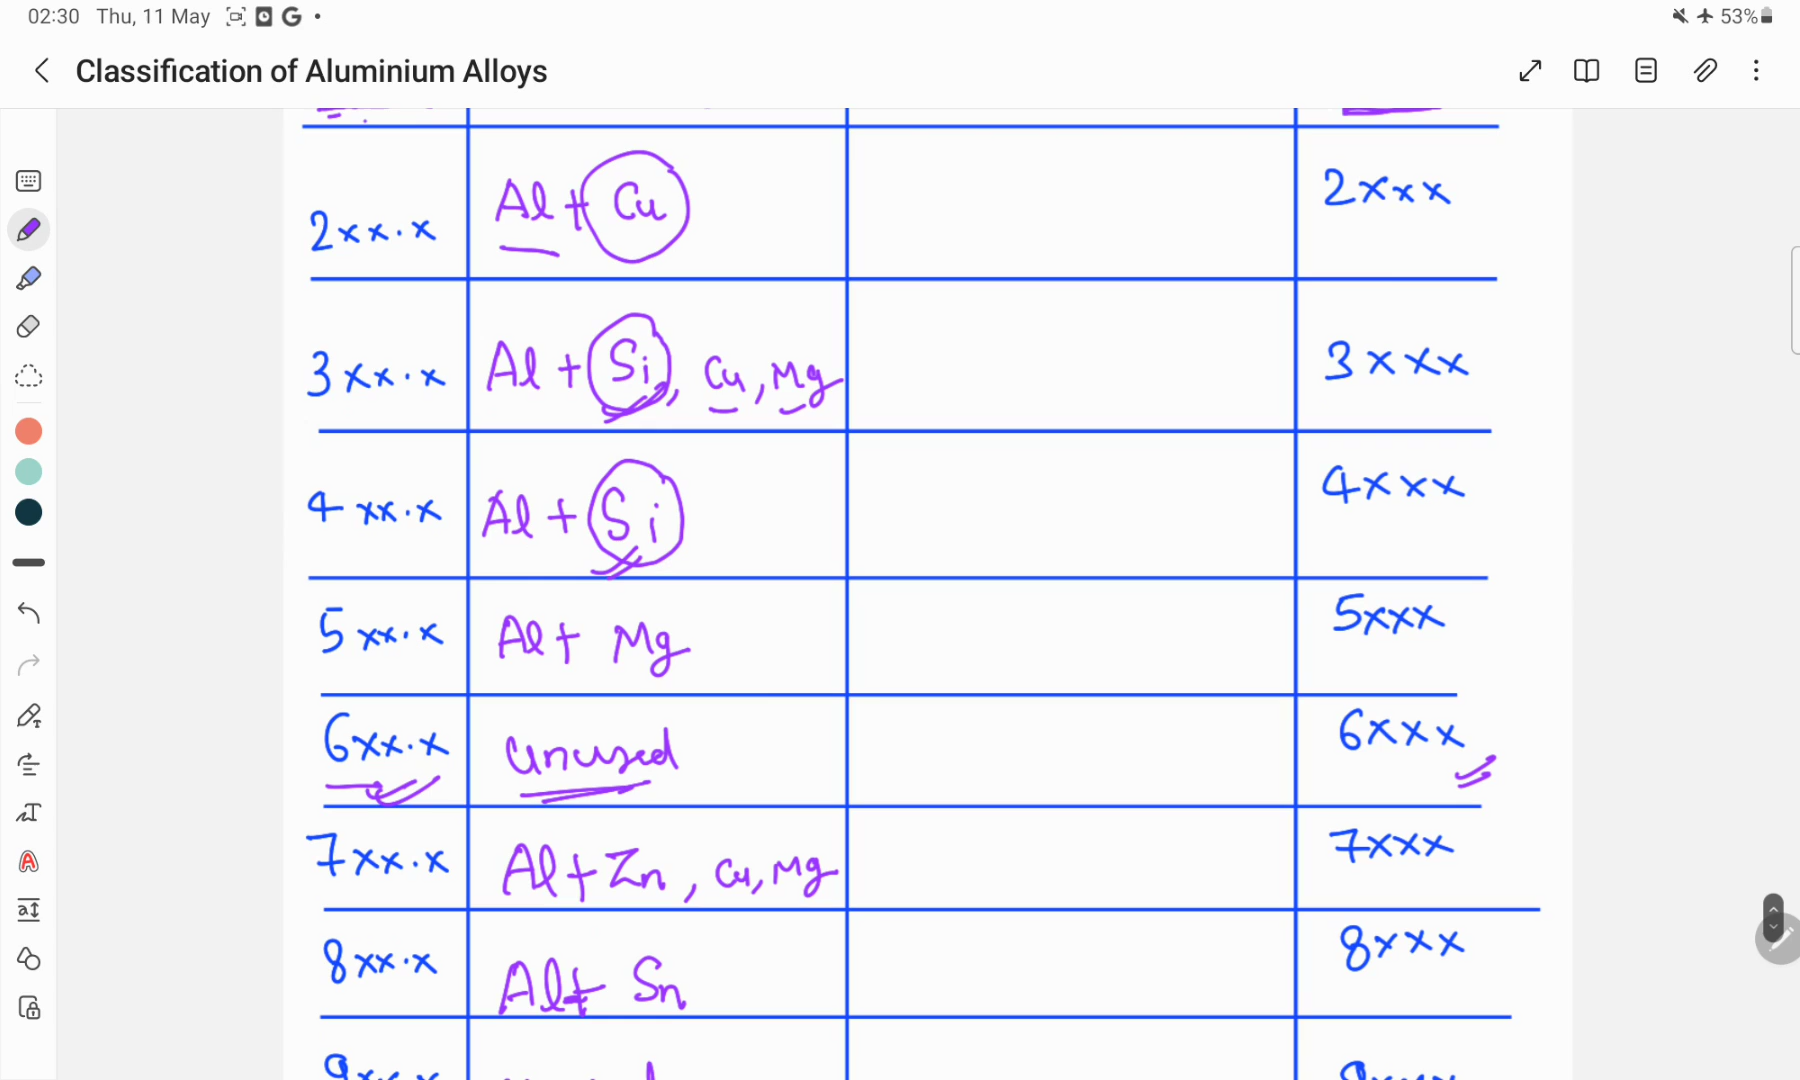 02:30 Thu, 11 May 53%
Classification of Aluminium Alloys
2xx.x Al + Cu 2xxx
3xx.x Al + Si, Cu, Mg 3xxx
4xx.x Al + Si 4xxx
5xx.x Al + Mg 5xxx
6xx.x Unused 6xxx
7xx.x Al + Zn, Cu, Mg 7xxx
8xx.x Al + Sn 8xxx